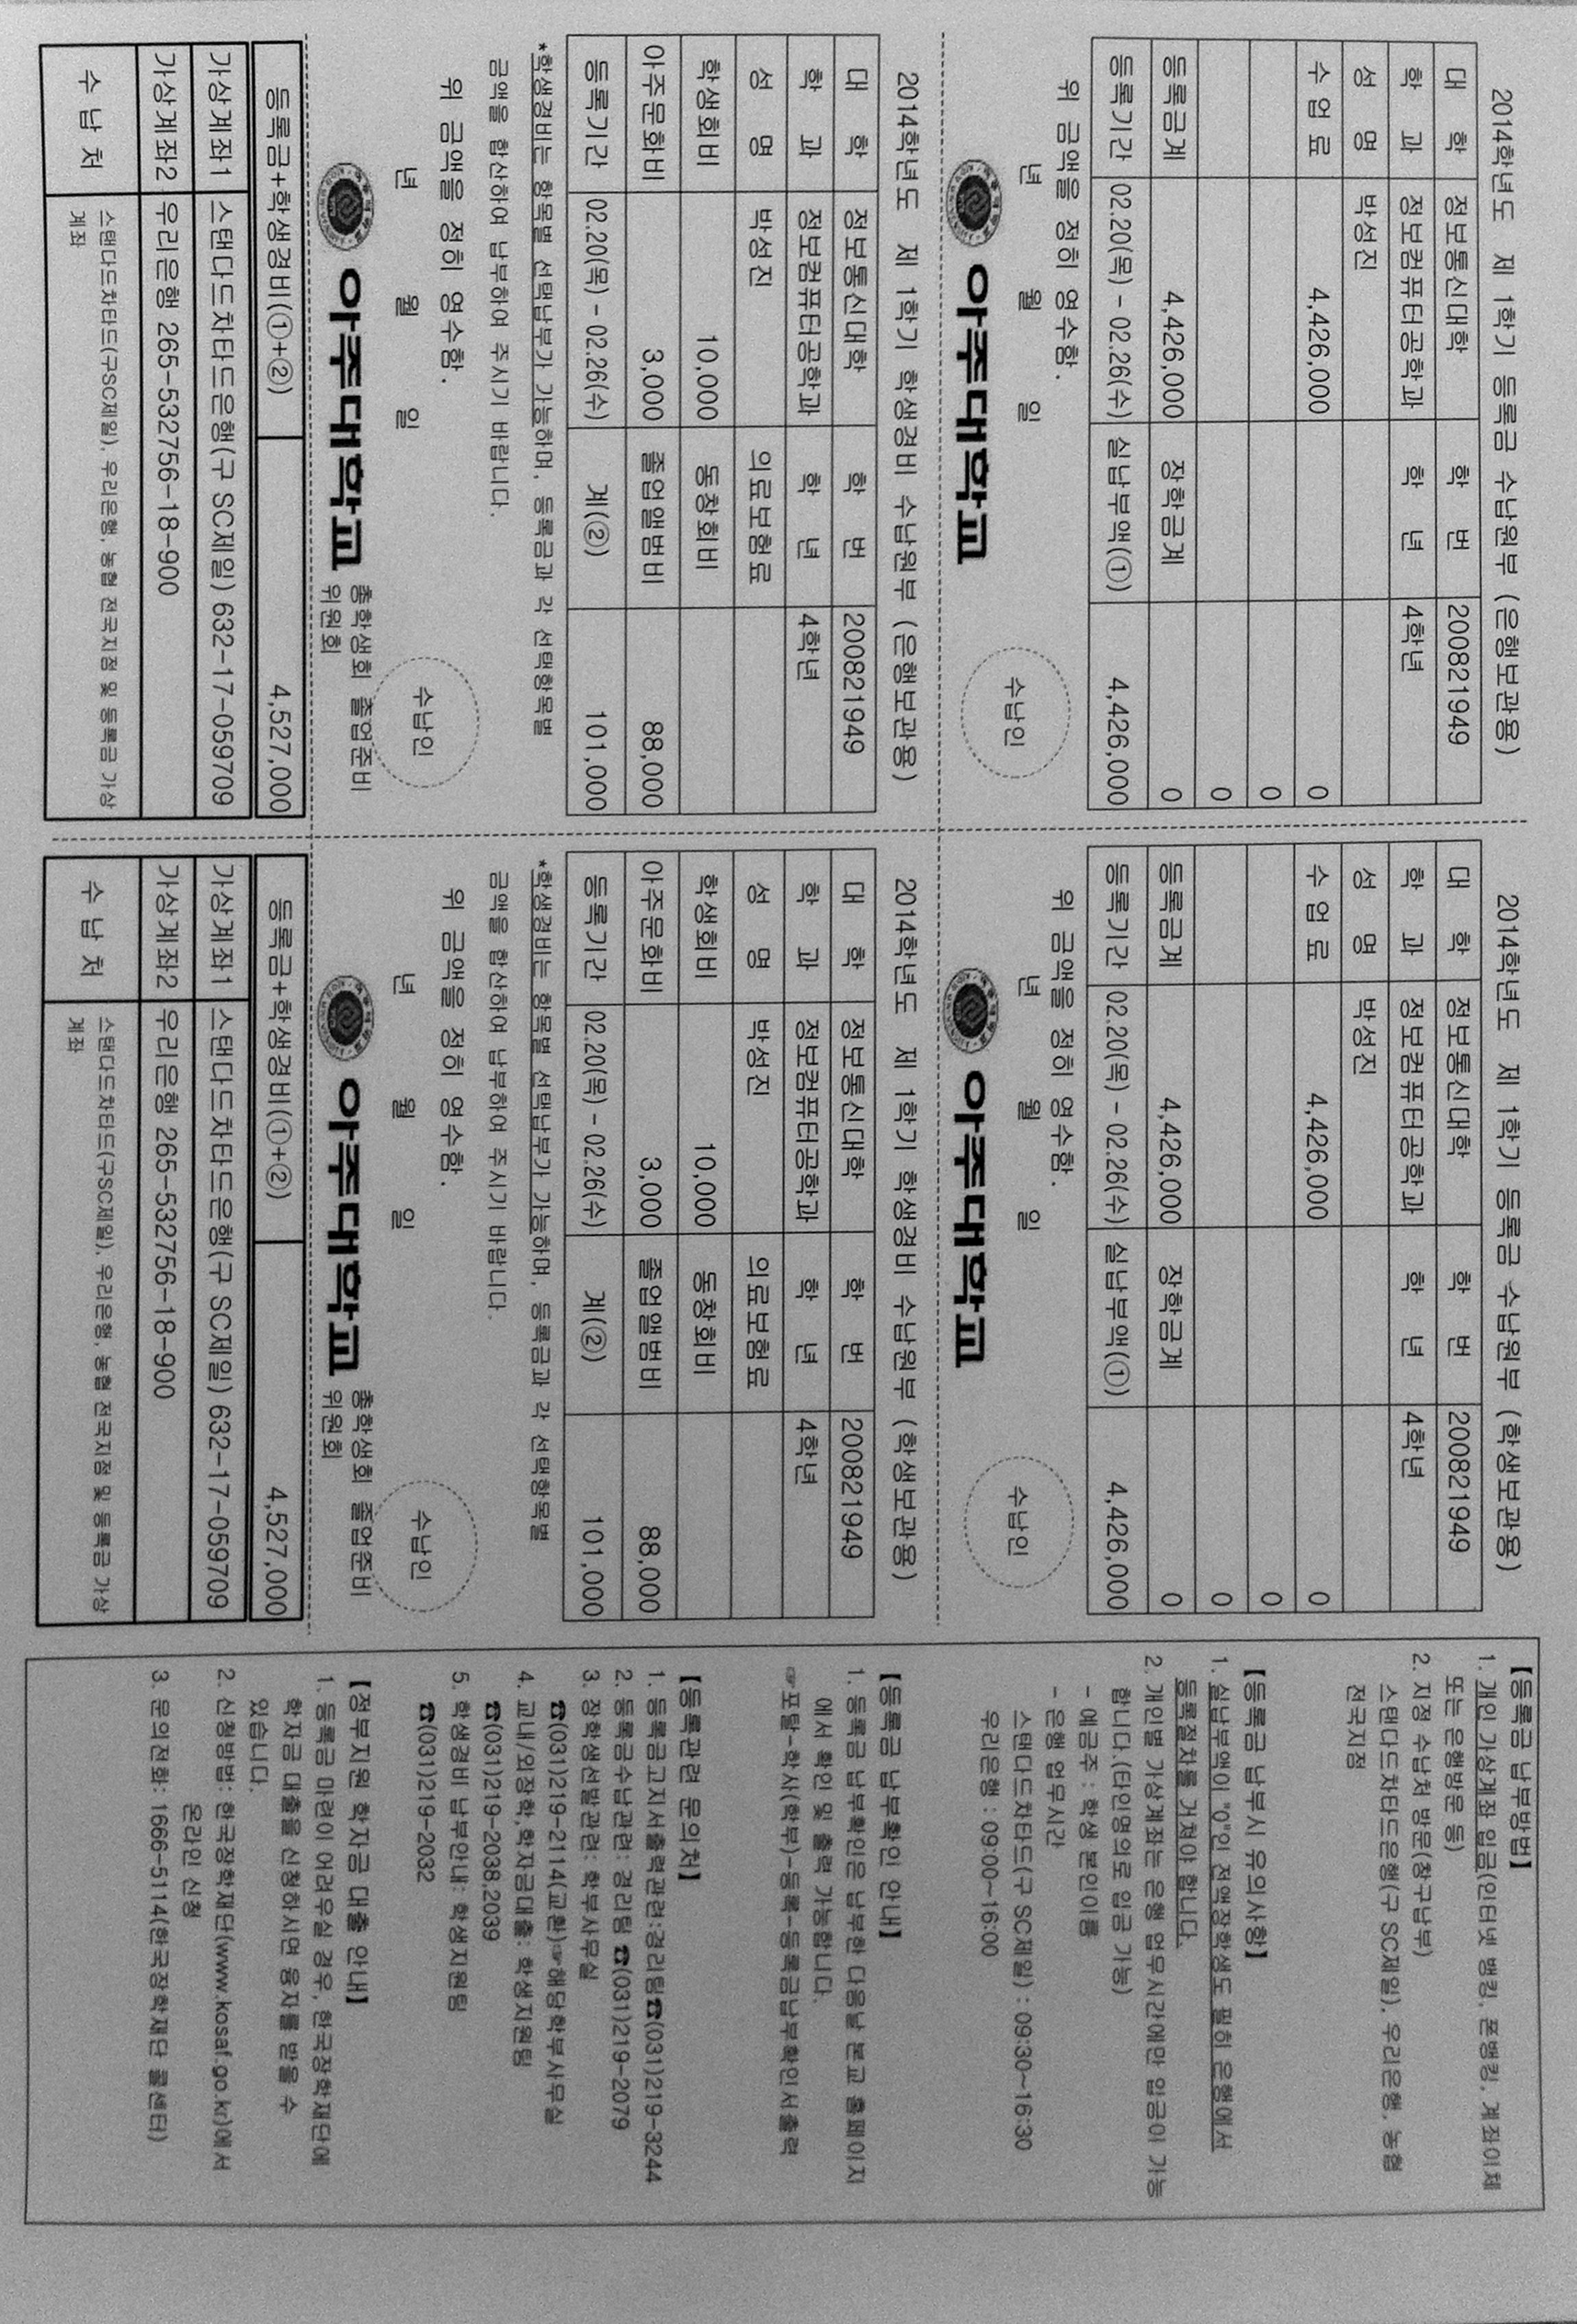 2014학년도 제 1학기 등록금 수납원부 (은행보관용)
대 학 정보통신대학 학 번 200821949
학 과 정보컴퓨터공학과 학 년 4학년
성 명 박성진
수 업 료 4,426,000 0
0
0
등록금계 4,426,000 장학금계 0
등록기간 02.20(목) - 02.26(수) 실납부액(①) 4,426,000
위 금액을 정히 영수함.
년 월 일
수납인
아주대학교
2014학년도 제 1학기 학생경비 수납원부 (은행보관용)
대 학 정보통신대학 학 번 200821949
학 과 정보컴퓨터공학과 학 년 4학년
성 명 박성진 의료보험료
학생회비 10,000 동창회비
아주문화비 3,000 졸업앨범비 88,000
등록기간 02.20(목) - 02.26(수) 계(②) 101,000
*학생경비는 항목별 선택납부가 가능하며, 등록금과 각 선택항목별
금액을 합산하여 납부하여 주시기 바랍니다.
위 금액을 정히 영수함.
년 월 일
수납인
아주대학교 총학생회 졸업준비
위원회
등록금+학생경비(①+②) 4,527,000
가상계좌1 스탠다드차타드은행(구 SC제일) 632-17-059709
가상계좌2 우리은행 265-532756-18-900
수 납 처 스탠다드차타드(구SC제일), 우리은행, 농협 전국지점 및 등록금 가상
계좌
2014학년도 제 1학기 등록금 수납원부 (학생보관용)
대 학 정보통신대학 학 번 200821949
학 과 정보컴퓨터공학과 학 년 4학년
성 명 박성진
수 업 료 4,426,000 0
0
0
등록금계 4,426,000 장학금계 0
등록기간 02.20(목) - 02.26(수) 실납부액(①) 4,426,000
위 금액을 정히 영수함.
년 월 일
수납인
아주대학교
2014학년도 제 1학기 학생경비 수납원부 (학생보관용)
대 학 정보통신대학 학 번 200821949
학 과 정보컴퓨터공학과 학 년 4학년
성 명 박성진 의료보험료
학생회비 10,000 동창회비
아주문화비 3,000 졸업앨범비 88,000
등록기간 02.20(목) - 02.26(수) 계(②) 101,000
*학생경비는 항목별 선택납부가 가능하며, 등록금과 각 선택항목별
금액을 합산하여 납부하여 주시기 바랍니다.
위 금액을 정히 영수함.
년 월 일
수납인
아주대학교 총학생회 졸업준비
위원회
등록금+학생경비(①+②) 4,527,000
가상계좌1 스탠다드차타드은행(구 SC제일) 632-17-059709
가상계좌2 우리은행 265-532756-18-900
수 납 처 스탠다드차타드(구SC제일), 우리은행, 농협 전국지점 및 등록금 가상
계좌
【등록금 납부방법】
1. 개인 가상계좌 입금(인터넷 뱅킹, 폰뱅킹, 계좌이체
또는 은행방문 등)
2. 지정 수납처 방문(창구납부)
스탠다드차타드은행(구 SC제일), 우리은행, 농협
전국지점
【등록금 납부시 유의사항】
1. 실납부액이 "0"인 전액장학생도 필히 은행에서
등록절차를 거쳐야 합니다.
2. 개인별 가상계좌는 은행 업무시간에만 입금이 가능
합니다.(타인명의로 입금 가능)
- 예금주 : 학생 본인이름
- 은행 업무시간
스탠다드차타드(구 SC제일) : 09:30~16:30
우리은행 : 09:00~16:00
【등록금 납부확인 안내】
1. 등록금 납부확인은 납부한 다음날 본교 홈페이지
에서 확인 및 출력 가능합니다.
☞ 포탈-학사(학부)-등록-등록금납부확인서출력
【등록관련 문의처】
1. 등록금고지서출력관련:경리팀☎(031)219-3244
2. 등록금수납관련: 경리팀 ☎(031)219-2079
3. 장학생선발관련: 학부사무실
☎(031)219-2114(교환)☞해당학부사무실
4. 교내/외장학,학자금대출: 학생지원팀
☎(031)219-2038,2039
5. 학생경비 납부안내: 학생지원팀
☎(031)219-2032
【정부지원 학자금 대출 안내】
1. 등록금 마련이 어려우실 경우, 한국장학재단에
학자금 대출을 신청하시면 융자를 받을 수
있습니다.
2. 신청방법: 한국장학재단(www.kosaf.go.kr)에서
온라인 신청
3. 문의전화: 1666-5114(한국장학재단 콜센터)